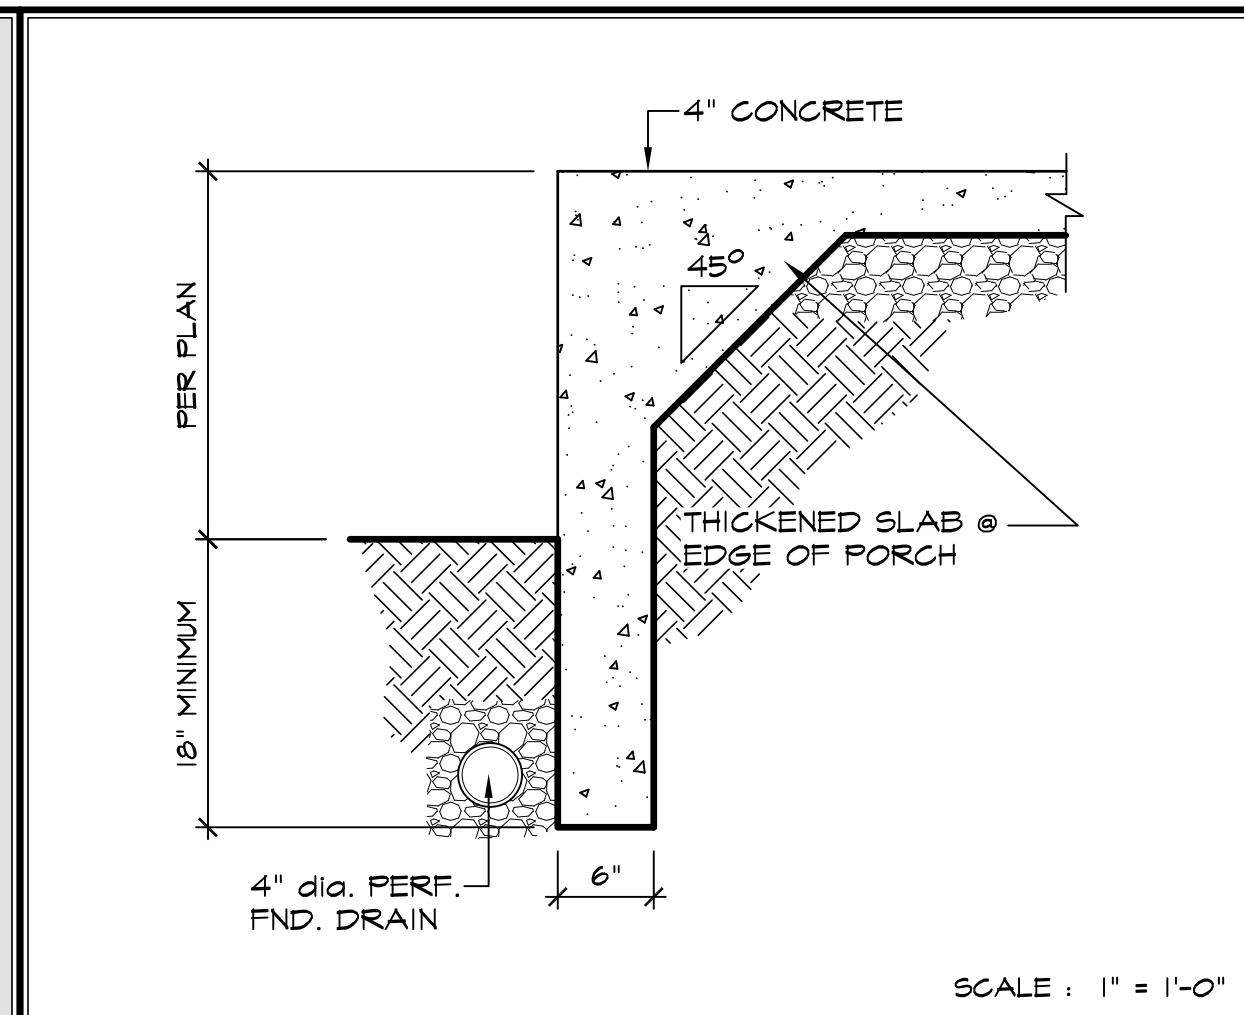 4" CONCRETE
45°
PER PLAN
THICKENED SLAB @
EDGE OF PORCH
18" MINIMUM
6"
4" dia. PERF.
FND. DRAIN
SCALE : 1" = 1'-0"